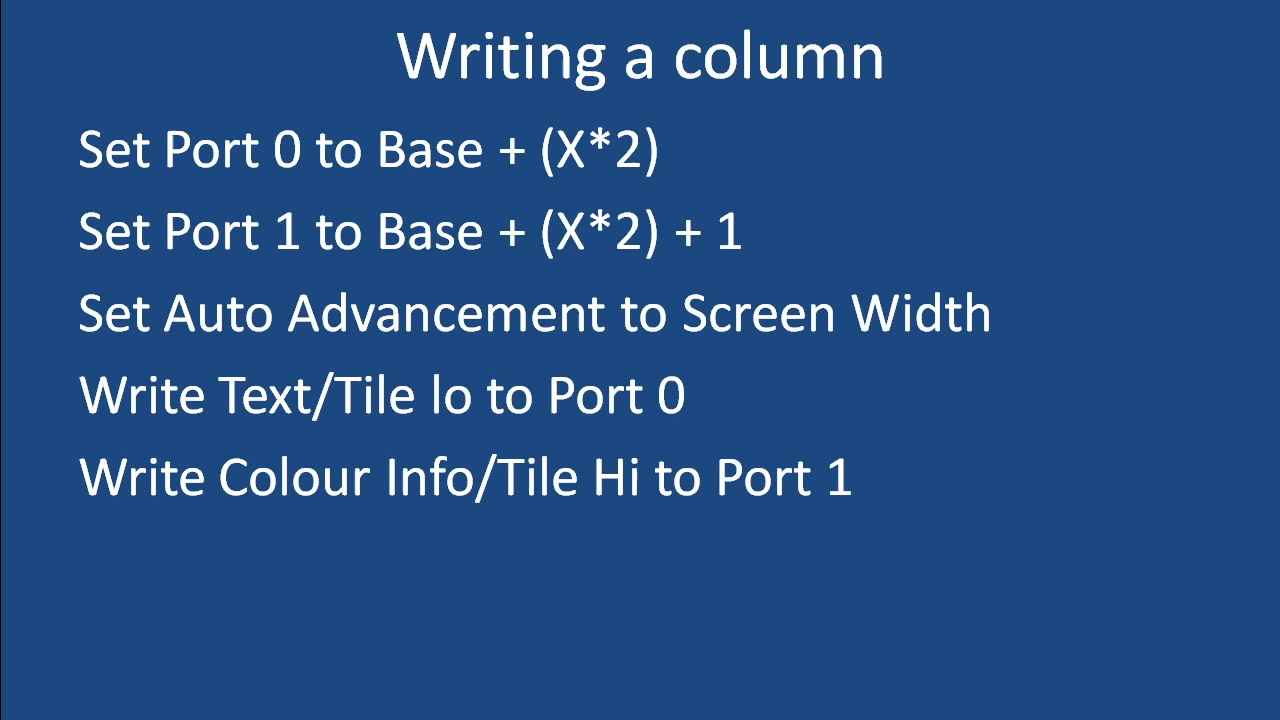 Writing a column
Set Port 0 to Base + (X*2)
Set Port 1 to Base + (X*2) + 1
Set Auto Advancement to Screen Width
Write Text/Tile lo to Port 0
Write Colour Info/Tile Hi to Port 1